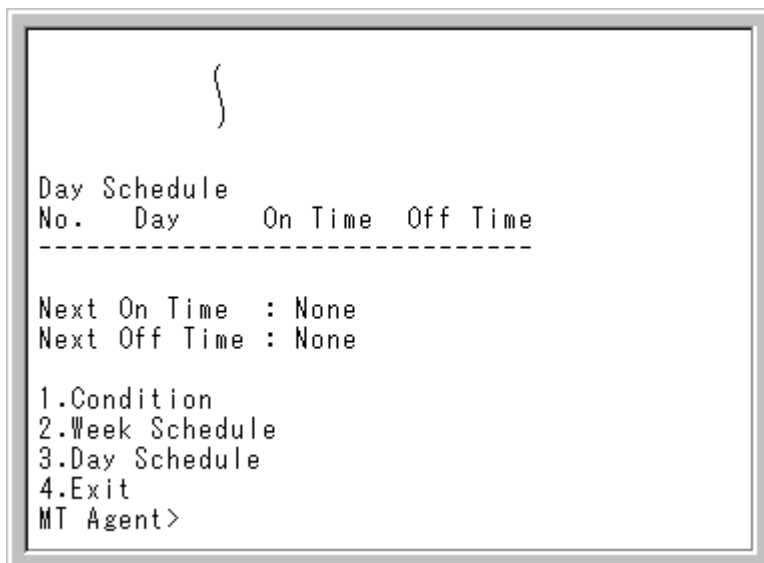 Day Schedule
No. Day On Time Off Time
-------------------------------
Next On Time : None
Next Off Time : None
1.Condition
2.Week Schedule
3.Day Schedule
4.Exit
MT Agent>